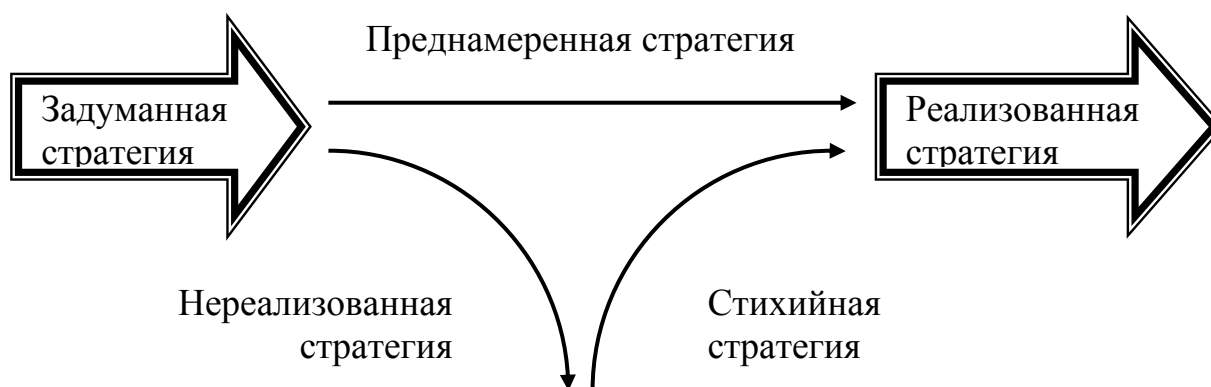 Преднамеренная стратегия
Задуманная
стратегия
Реализованная
стратегия
Нереализованная
стратегия
Стихийная
стратегия